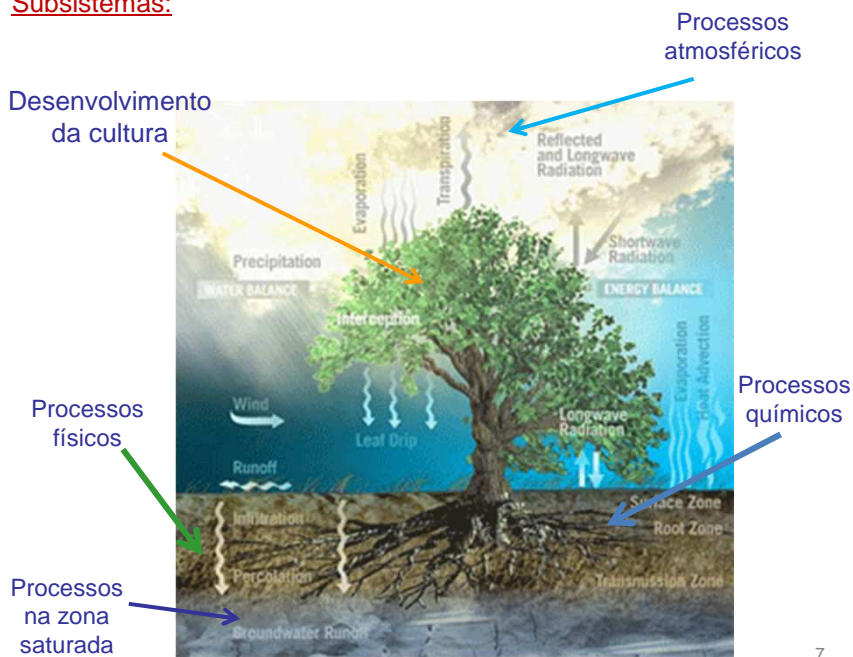 Subsistemas:
Processos
atmosféricos
Desenvolvimento
da cultura
Reflected
and Longwave
Radiation
Evaporation
Transpiration
Shortwave
Radiation
Precipitation
WATER BALANCE
ENERGY BALANCE
Interception
Evaporation
Heat Advection
Processos
químicos
Processos
físicos
Wind
Longwave
Radiation
Leaf Drip
Runoff
Surface Zone
Infiltration
Root Zone
Percolation
Transmission Zone
Processos
na zona
saturada
Groundwater Runoff
7